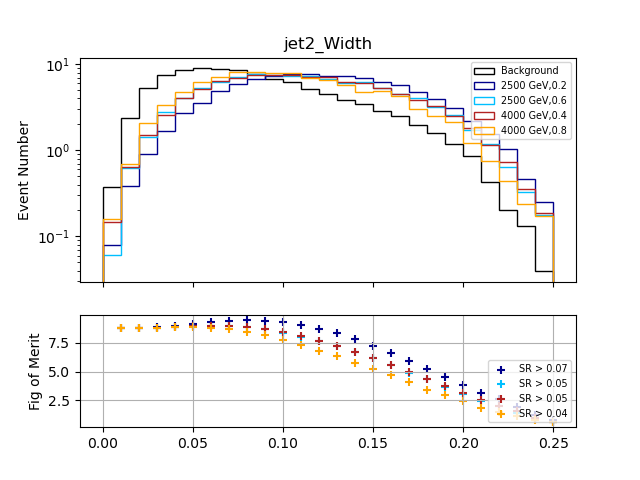 jet2_Width
Event Number
10¹
10⁰
10⁻¹
Background
2500 GeV,0.2
2500 GeV,0.6
4000 GeV,0.4
4000 GeV,0.8
Fig of Merit
7.5
5.0
2.5
SR > 0.07
SR > 0.05
SR > 0.05
SR > 0.04
0.00 0.05 0.10 0.15 0.20 0.25